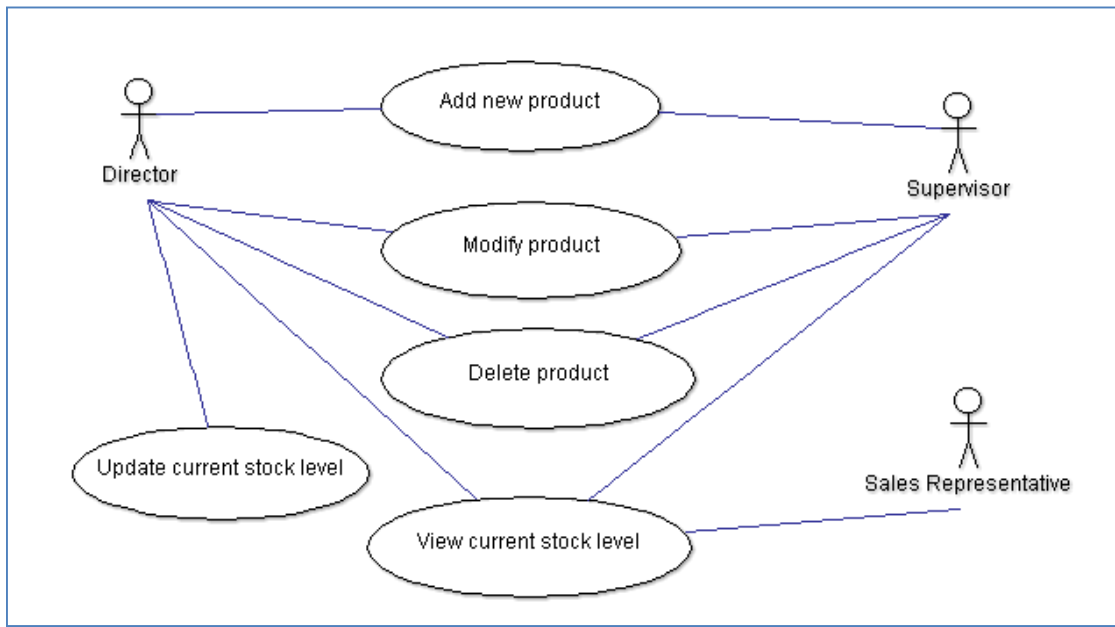 Add new product
Director
Supervisor
Modify product
Delete product
Update current stock level
Sales Representative
View current stock level